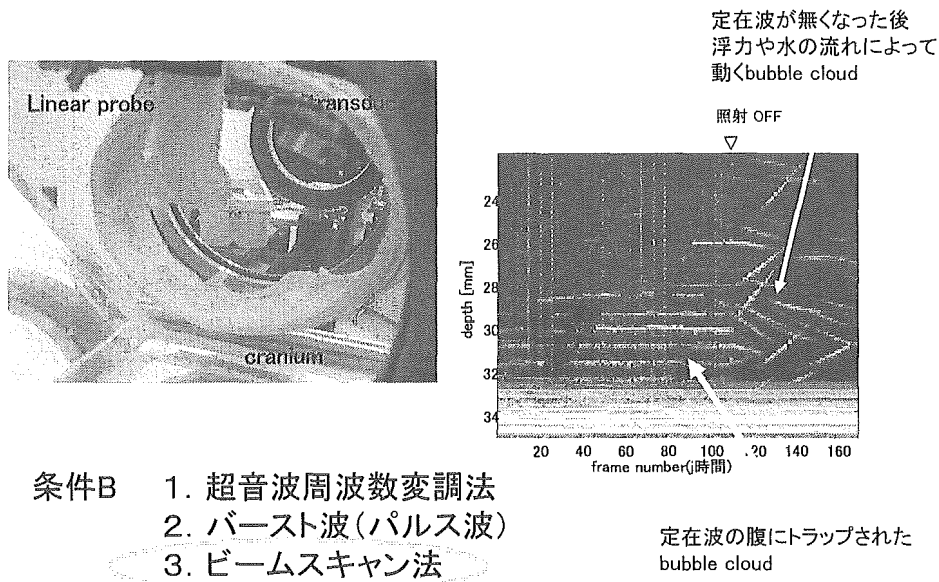 定在波が無くなった後
浮力や水の流れによって
動くbubble cloud
照射 OFF
Linear probe
cranium
depth [mm]
24
26
28
30
32
34
20 40 60 80 100 120 140 160
frame number(j時間)
条件B 1. 超音波周波数変調法
2. バースト波(パルス波)
3. ビームスキャン法
定在波の腹にトラップされた
bubble cloud